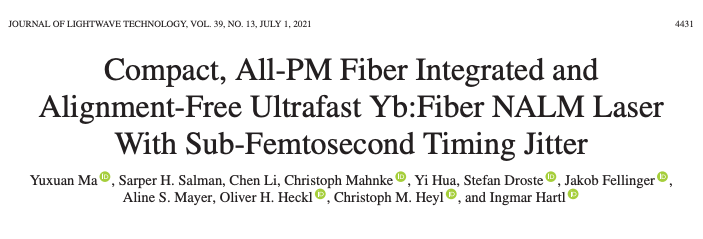 JOURNAL OF LIGHTWAVE TECHNOLOGY, VOL. 39, NO. 13, JULY 1, 2021 4431
Compact, All-PM Fiber Integrated and
Alignment-Free Ultrafast Yb:Fiber NALM Laser
With Sub-Femtosecond Timing Jitter
Yuxuan Ma, Sarper H. Salman, Chen Li, Christoph Mahnke, Yi Hua, Stefan Droste, Jakob Fellinger,
Aline S. Mayer, Oliver H. Heckl, Christoph M. Heyl, and Ingmar Hartl